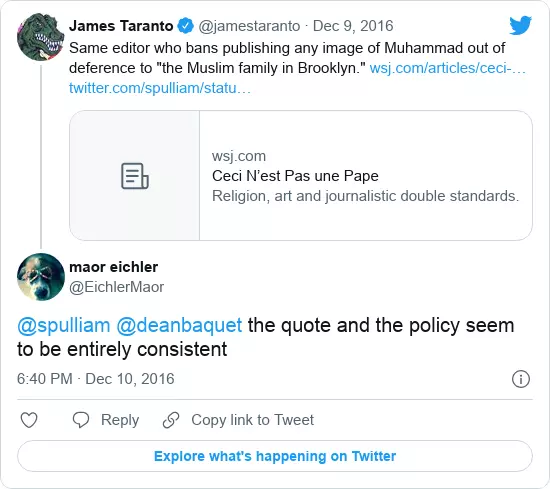 James Taranto @jamestaranto · Dec 9, 2016
Same editor who bans publishing any image of Muhammad out of
deference to "the Muslim family in Brooklyn." wsj.com/articles/ceci-…
twitter.com/spulliam/statu…
wsj.com
Ceci N’est Pas une Pape
Religion, art and journalistic double standards.
maor eichler
@EichlerMaor
@spulliam @deanbaquet the quote and the policy seem
to be entirely consistent
6:40 PM · Dec 10, 2016
Reply
Copy link to Tweet
Explore what's happening on Twitter